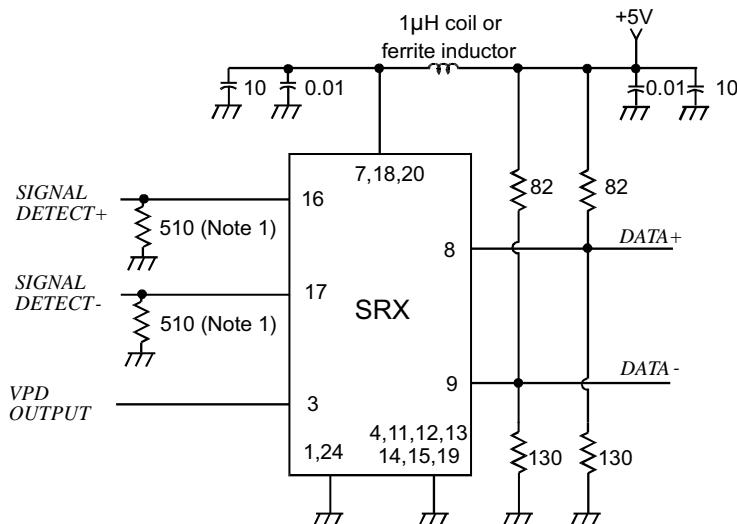 1µH coil or
ferrite inductor
+5V
10
0.01
0.01
10
7,18,20
82
82
SIGNAL
DETECT+
16
510 (Note 1)
8
DATA+
SIGNAL
DETECT-
17
510 (Note 1)
SRX
9
DATA -
VPD
OUTPUT
3
4,11,12,13
14,15,19
1,24
130
130